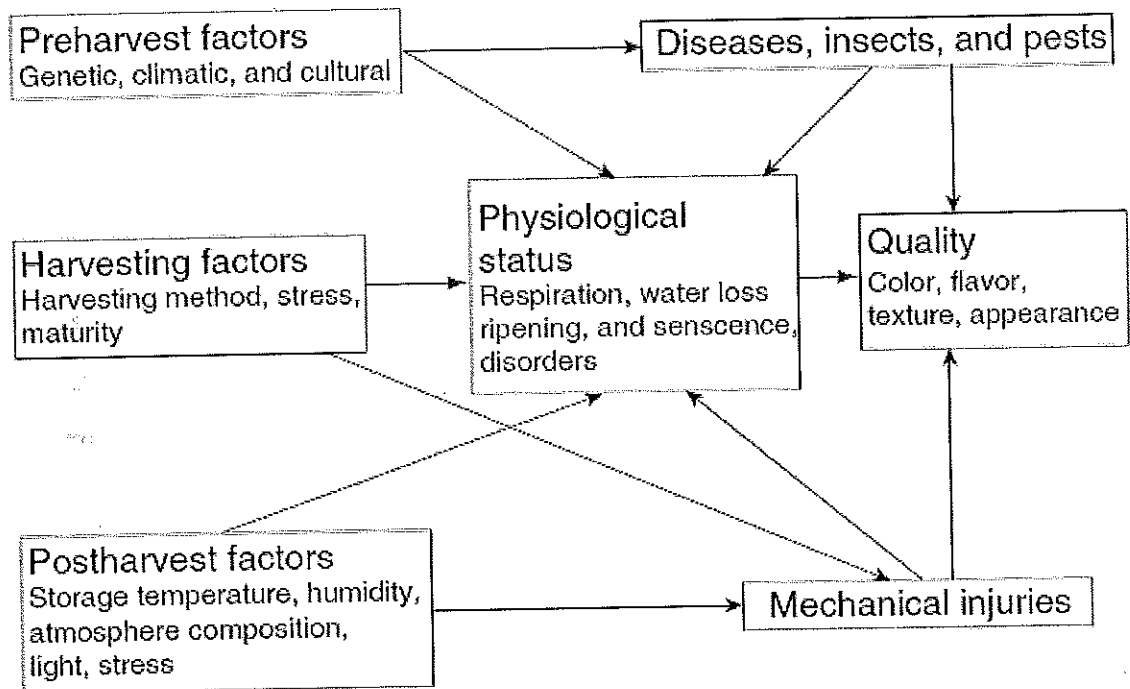 Preharvest factors
Genetic, climatic, and cultural
Diseases, insects, and pests
Physiological
status
Respiration, water loss
ripening, and senscence,
disorders
Harvesting factors
Harvesting method, stress,
maturity
Quality
Color, flavor,
texture, appearance
Postharvest factors
Storage temperature, humidity,
atmosphere composition,
light, stress
Mechanical injuries